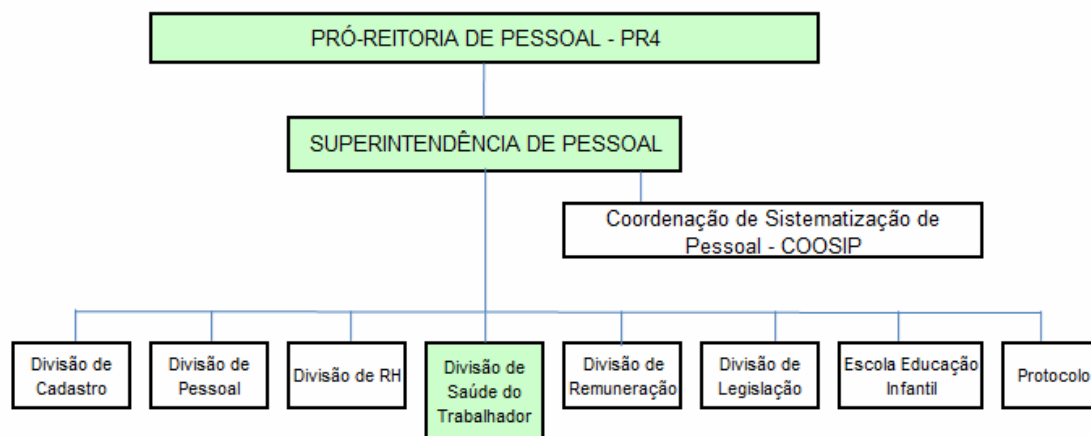 PRÓ-REITORIA DE PESSOAL - PR4
SUPERINTENDÊNCIA DE PESSOAL
Coordenação de Sistematização de
Pessoal - COOSIP
Divisão de
Cadastro
Divisão de
Pessoal
Divisão de RH
Divisão de
Saúde do
Trabalhador
Divisão de
Remuneração
Divisão de
Legislação
Escola Educação
Infantil
Protocolo